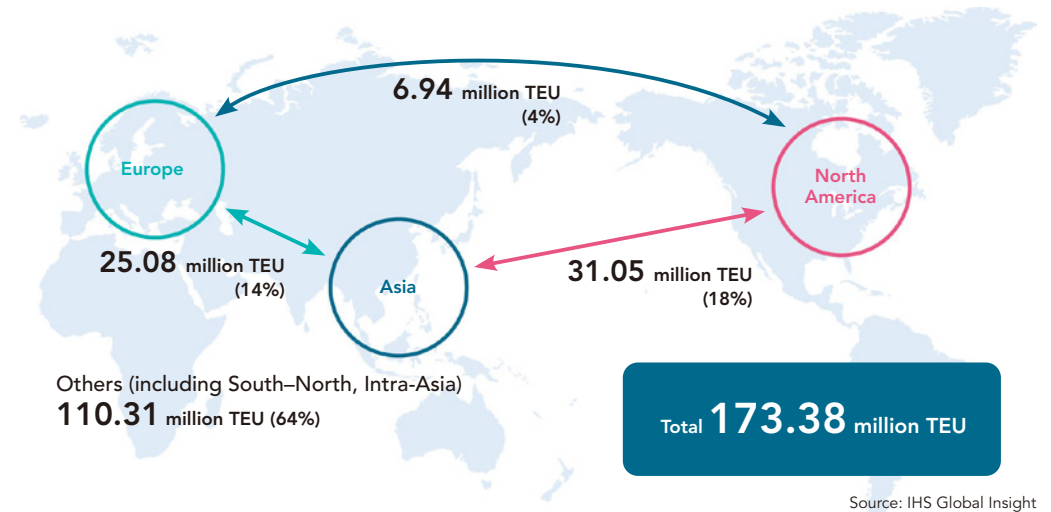 6.94 million TEU
(4%)
Europe
North
America
25.08 million TEU
(14%)
Asia
31.05 million TEU
(18%)
Others (including South–North, Intra-Asia)
110.31 million TEU (64%)
Total 173.38 million TEU
Source: IHS Global Insight